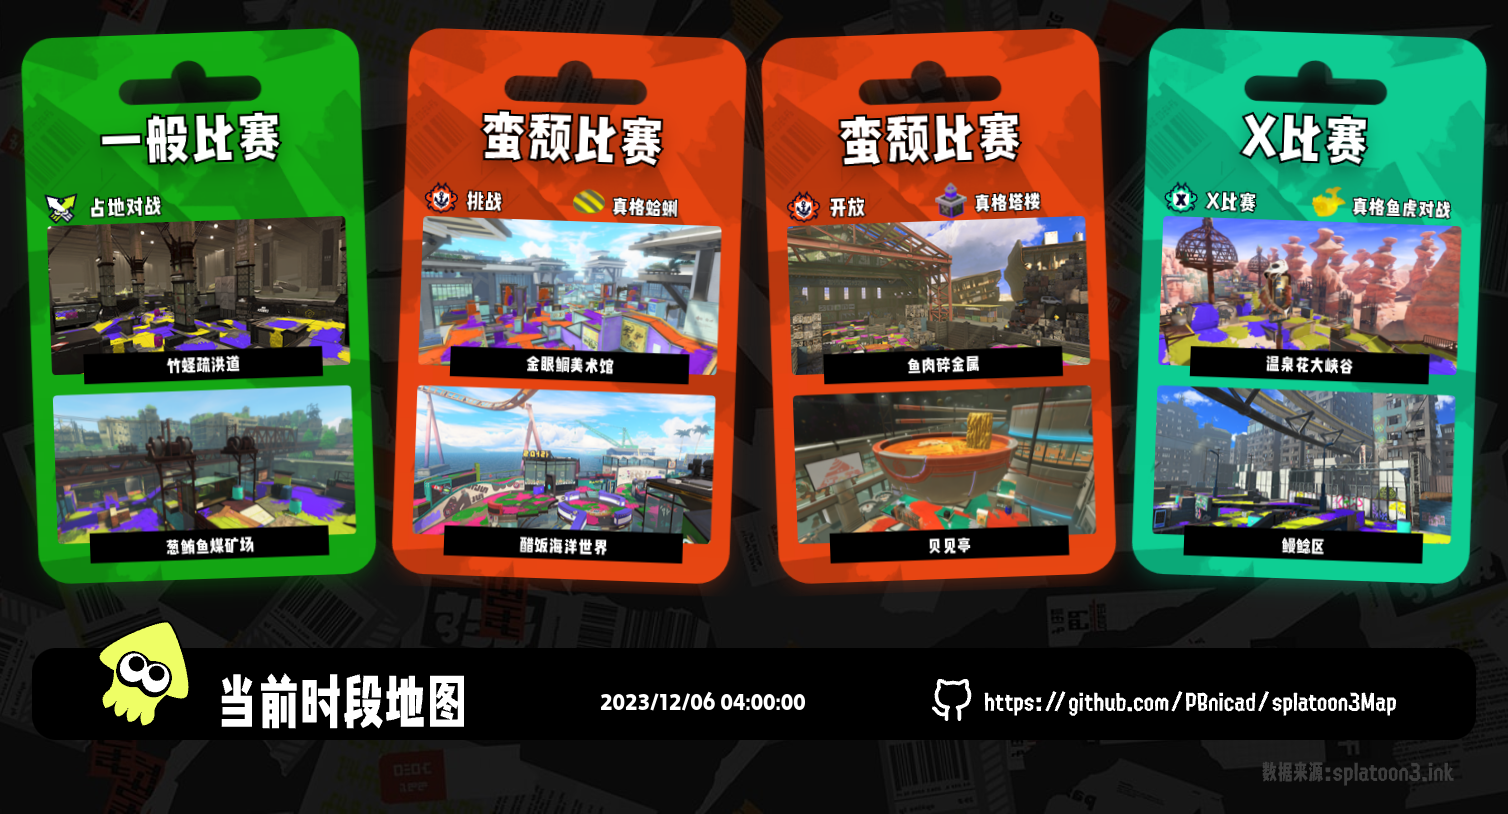 一般比赛
占地对战
竹蛏疏洪道
葱鲔鱼煤矿场
蛮颓比赛
挑战
真格蛤蜊
金眼鲷美术馆
醋饭海洋世界
蛮颓比赛
开放
真格塔楼
鱼肉碎金属
贝贝亭
X比赛
X比赛
真格鱼虎对战
温泉花大峡谷
鳗鲶区
当前时段地图
2023/12/06 04:00:00
https://github.com/PBnicad/splatoon3Map
数据来源:splatoon3.ink